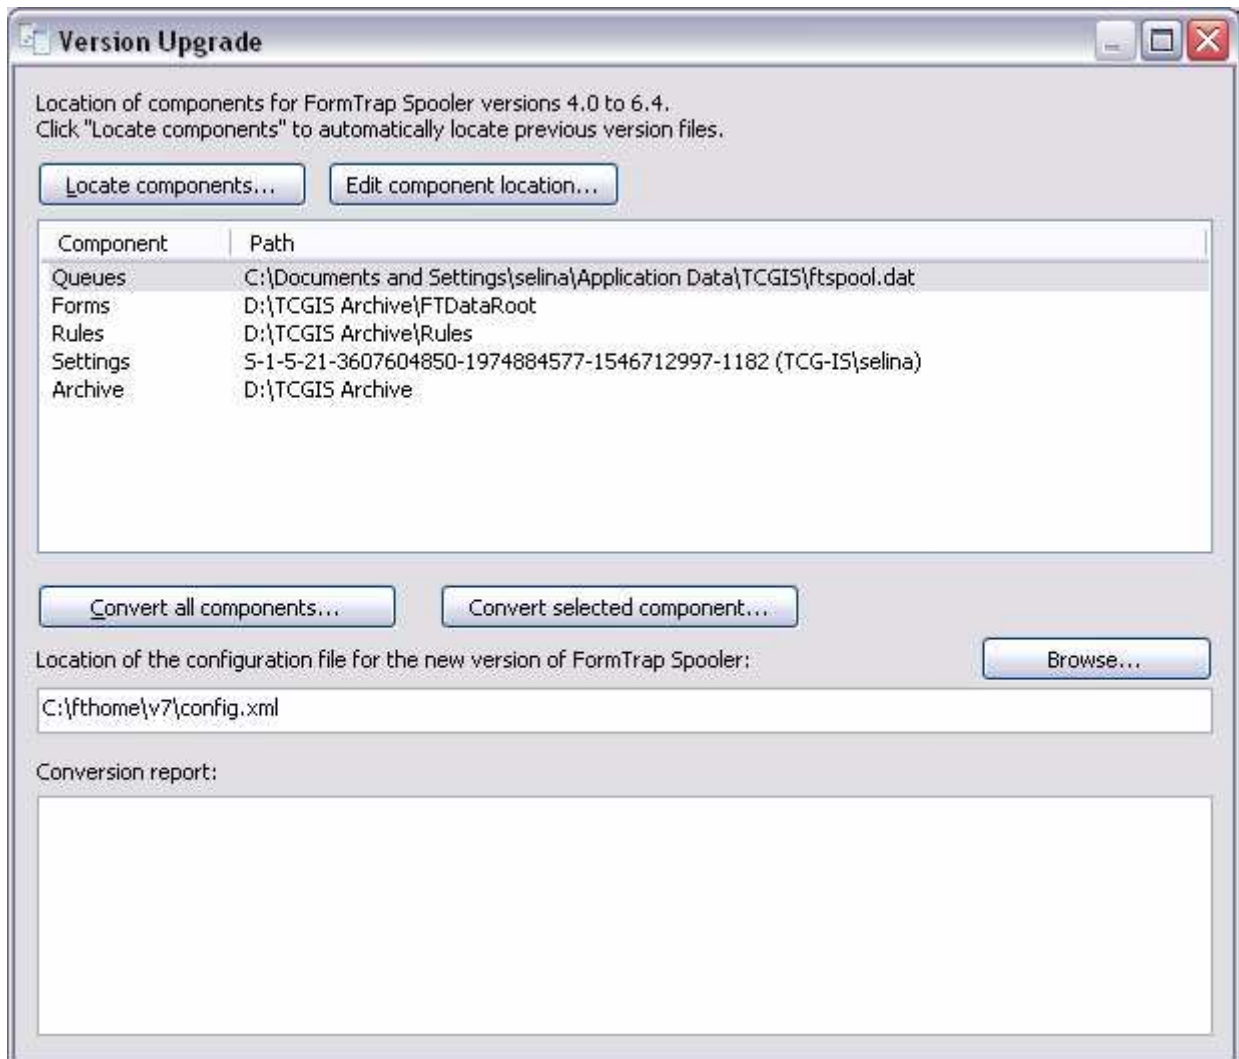 Version Upgrade
Location of components for FormTrap Spooler versions 4.0 to 6.4.
Click "Locate components" to automatically locate previous version files.
Locate components... Edit component location...
Component Path
Queues C:\Documents and Settings\selina\Application Data\TCGIS\ftspool.dat
Forms D:\TCGIS Archive\FTDataRoot
Rules D:\TCGIS Archive\Rules
Settings S-1-5-21-3607604850-1974884577-1546712997-1182 (TCG-IS\selina)
Archive D:\TCGIS Archive
Convert all components... Convert selected component...
Location of the configuration file for the new version of FormTrap Spooler: Browse...
C:\fthome\v7\config.xml
Conversion report: